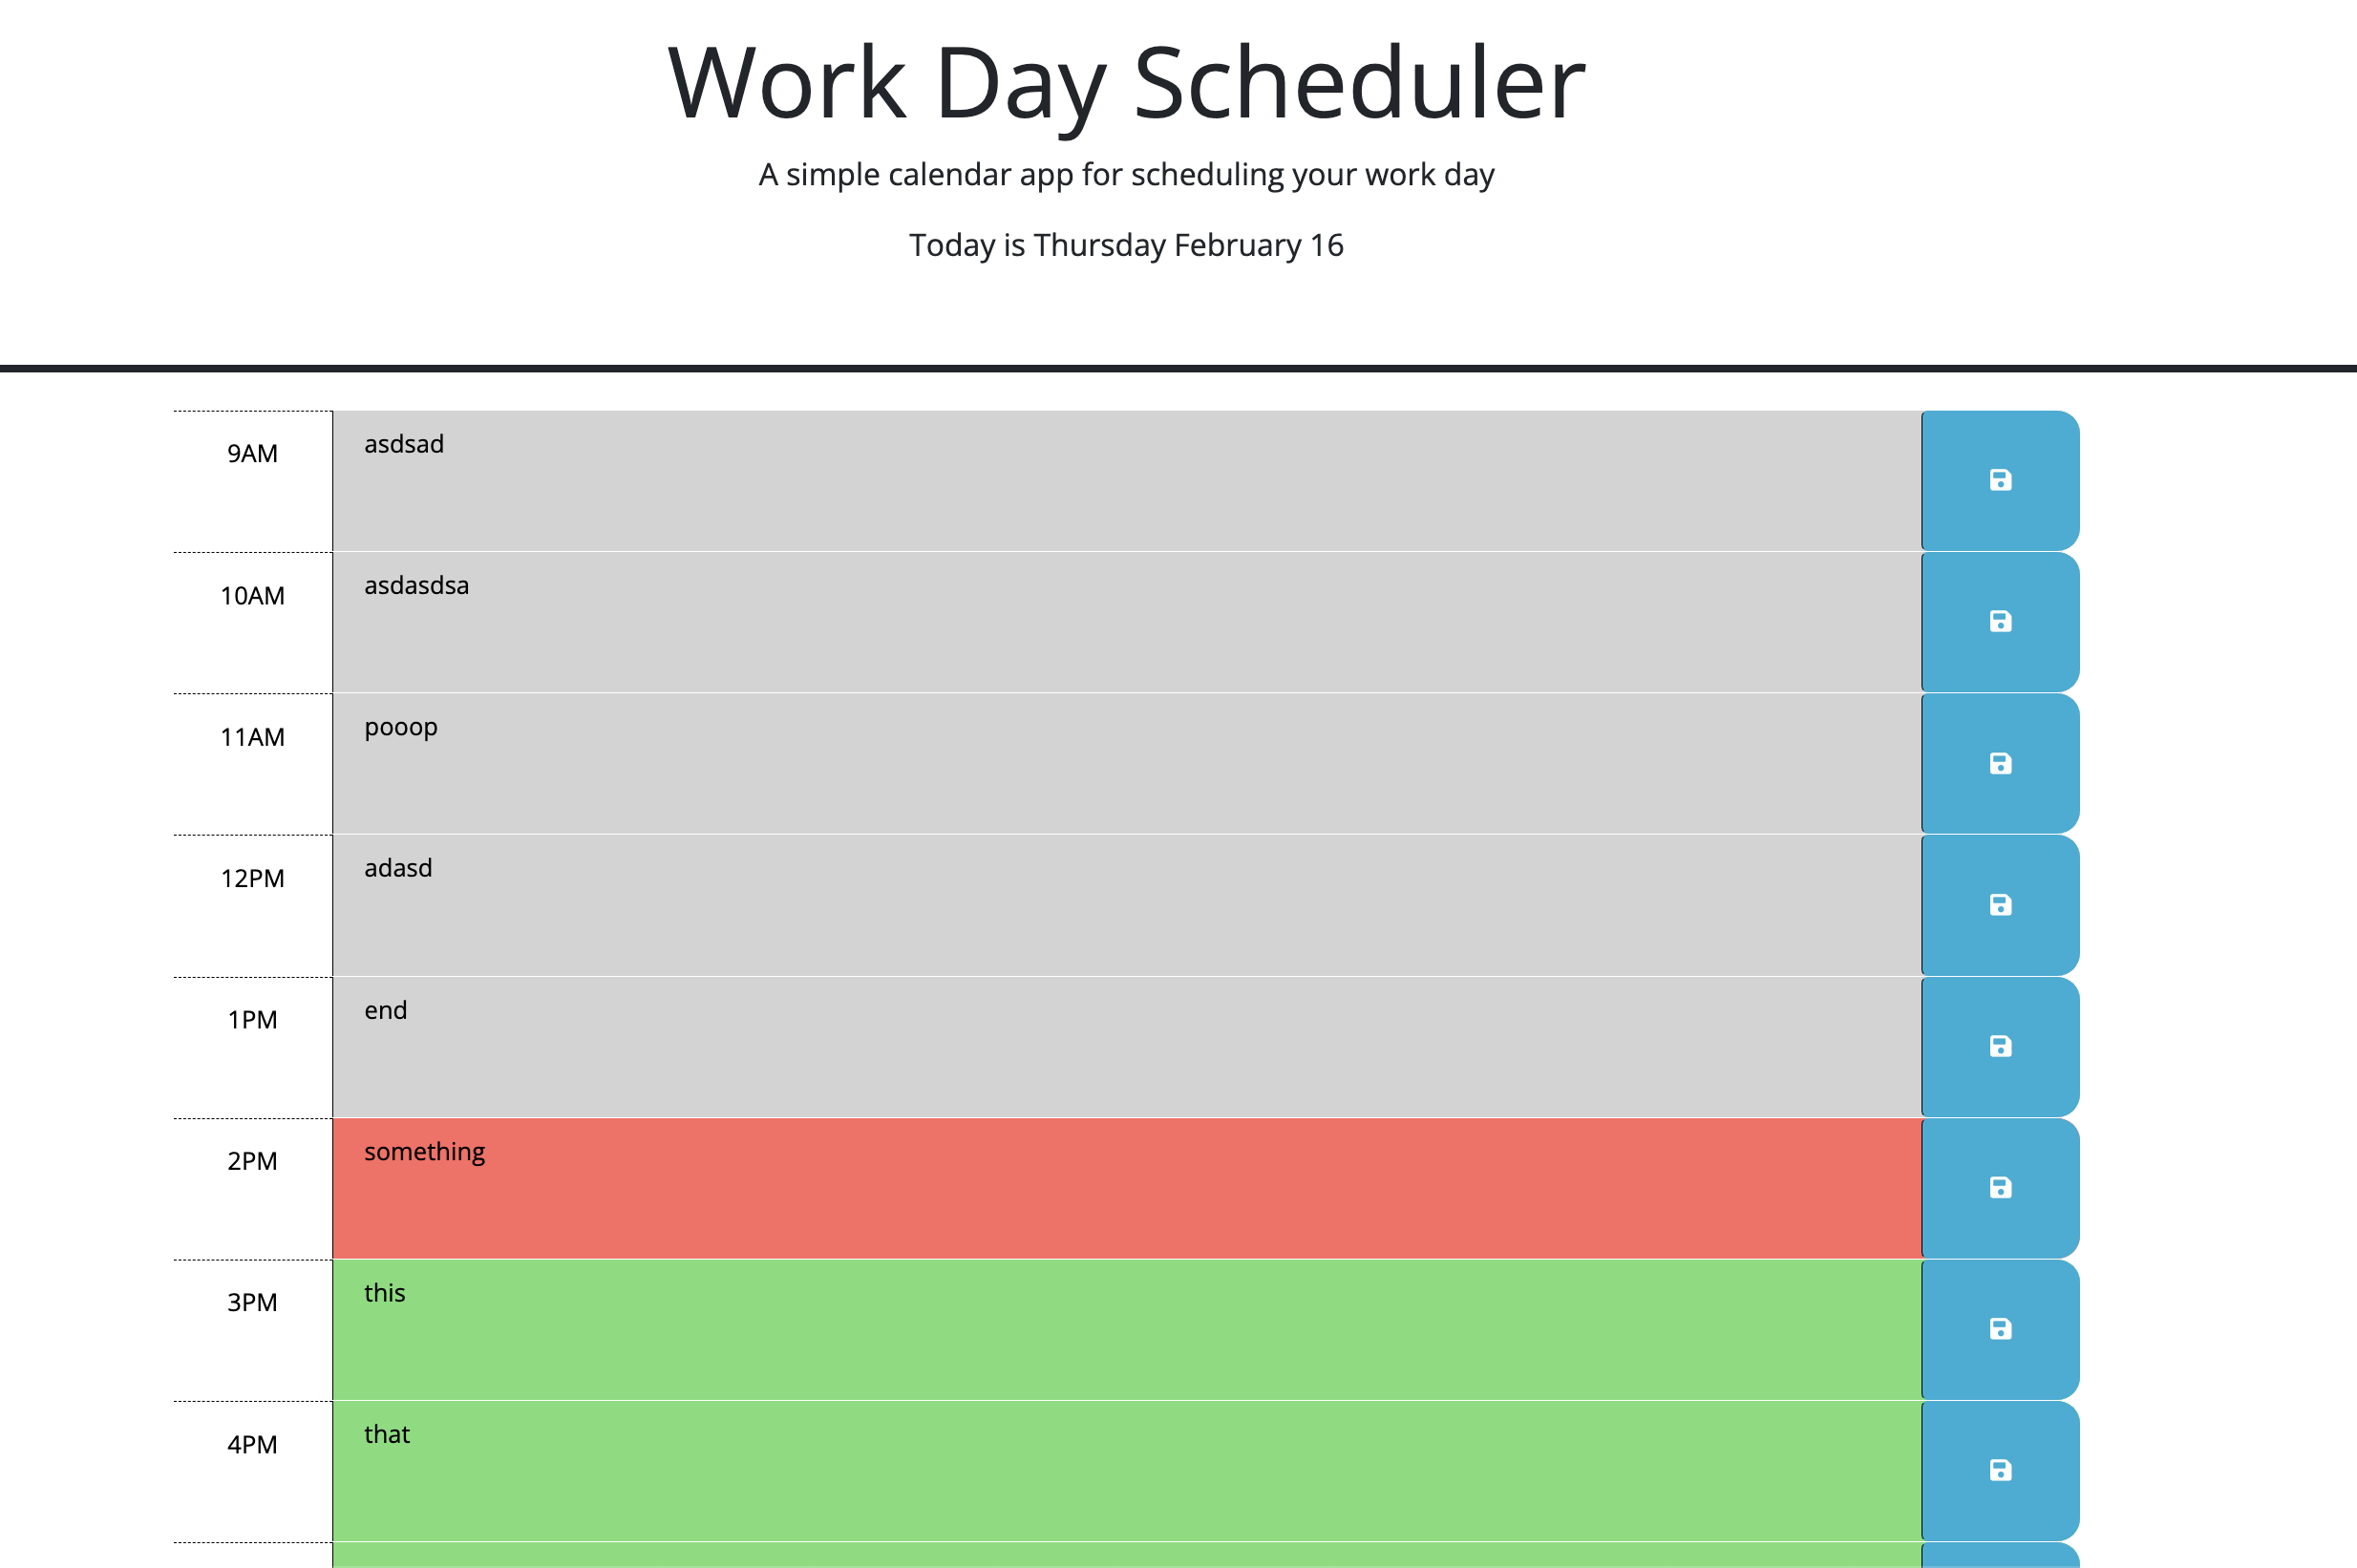 Work Day Scheduler
A simple calendar app for scheduling your work day
Today is Thursday February 16
9AM asdsad
10AM asdasdsa
11AM pooop
12PM adasd
1PM end
2PM something
3PM this
4PM that